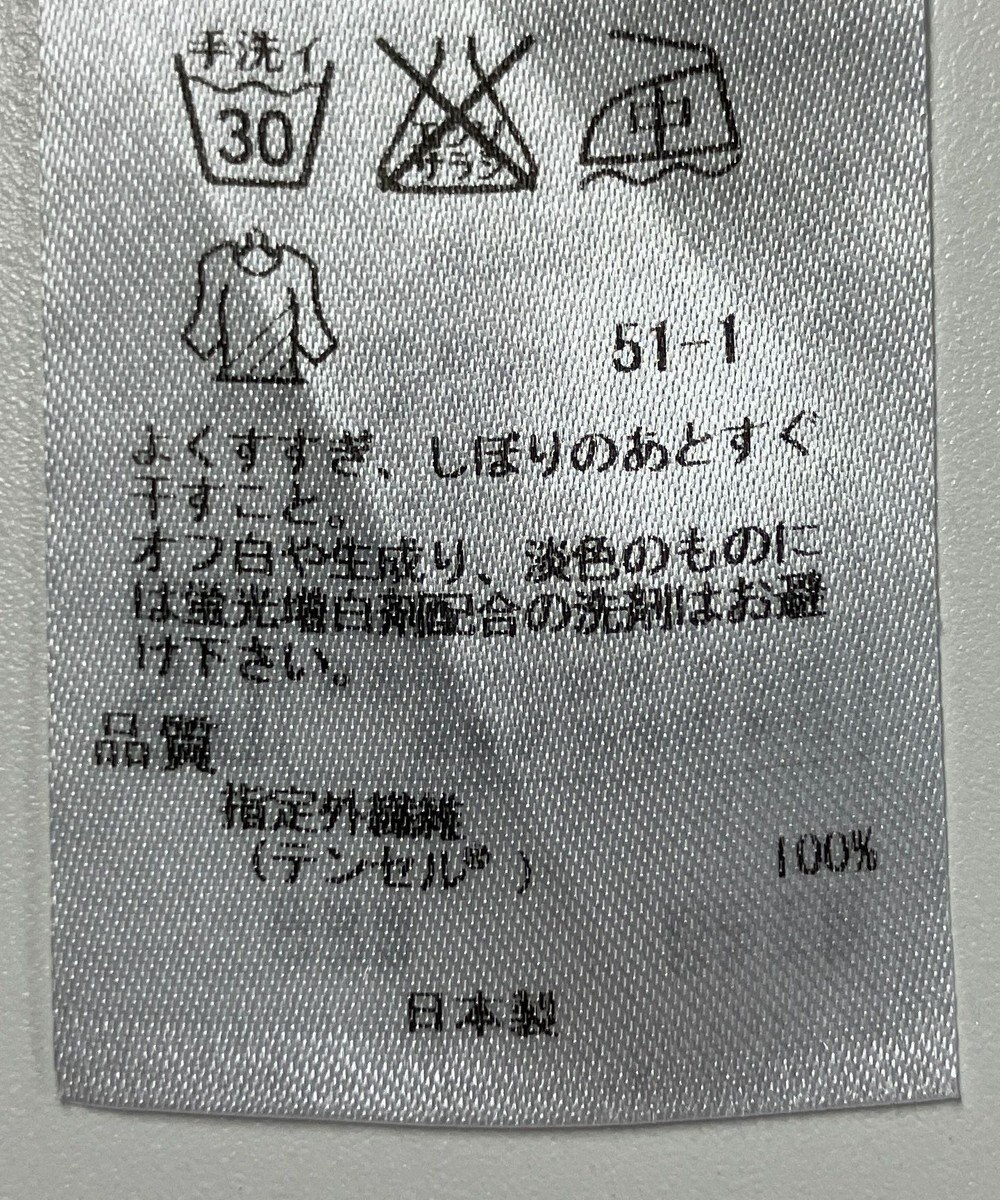 手洗イ
30
エンソ
サラシ
中
51-1
よくすすぎ、しぼりのあとすぐ
干すこと。
オフ白や生成り、淡色のものに
は蛍光増白剤配合の洗剤はお避
け下さい。
品質
指定外繊維
(テンセル®) 100%
日本製